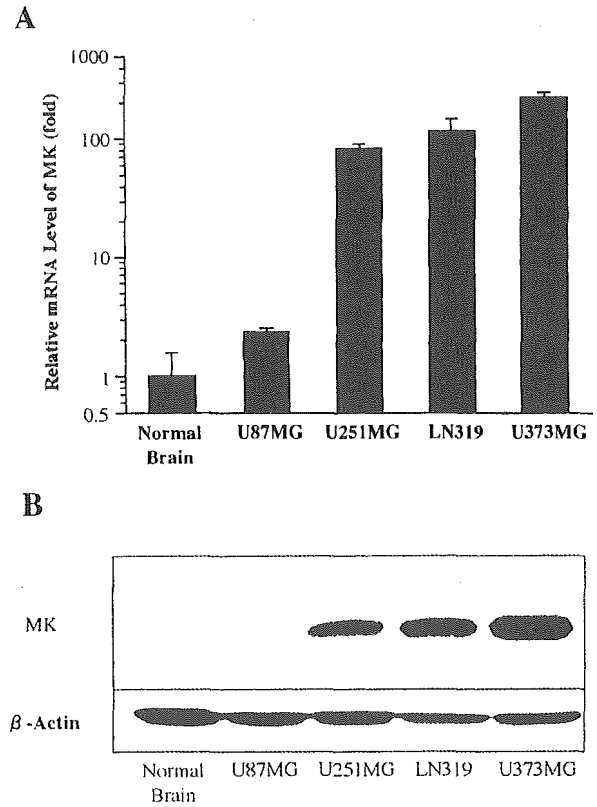 A
Relative mRNA Level of MK (fold)
1000
100
10
1
0.5
Normal Brain U87MG U251MG LN319 U373MG
B
MK
β-Actin
Normal Brain U87MG U251MG LN319 U373MG